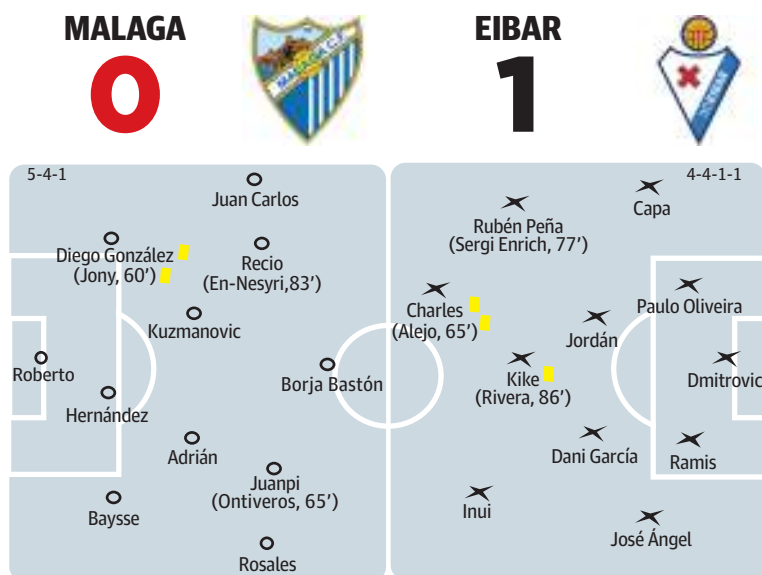 MALAGA
0
EIBAR
1
MALAGA C.F.
5-4-1
Juan Carlos
Diego González
(Jony, 60’)
Recio
(En-Nesyri,83’)
Kuzmanovic
Roberto
Borja Bastón
Hernández
Adrián
Juanpi
(Ontiveros, 65’)
Baysse
Rosales
4-4-1-1
Capa
Rubén Peña
(Sergi Enrich, 77’)
Charles
(Alejo, 65’)
Paulo Oliveira
Jordán
Kike
(Rivera, 86’)
Dmitrovic
Dani García
Ramis
Inui
José Ángel